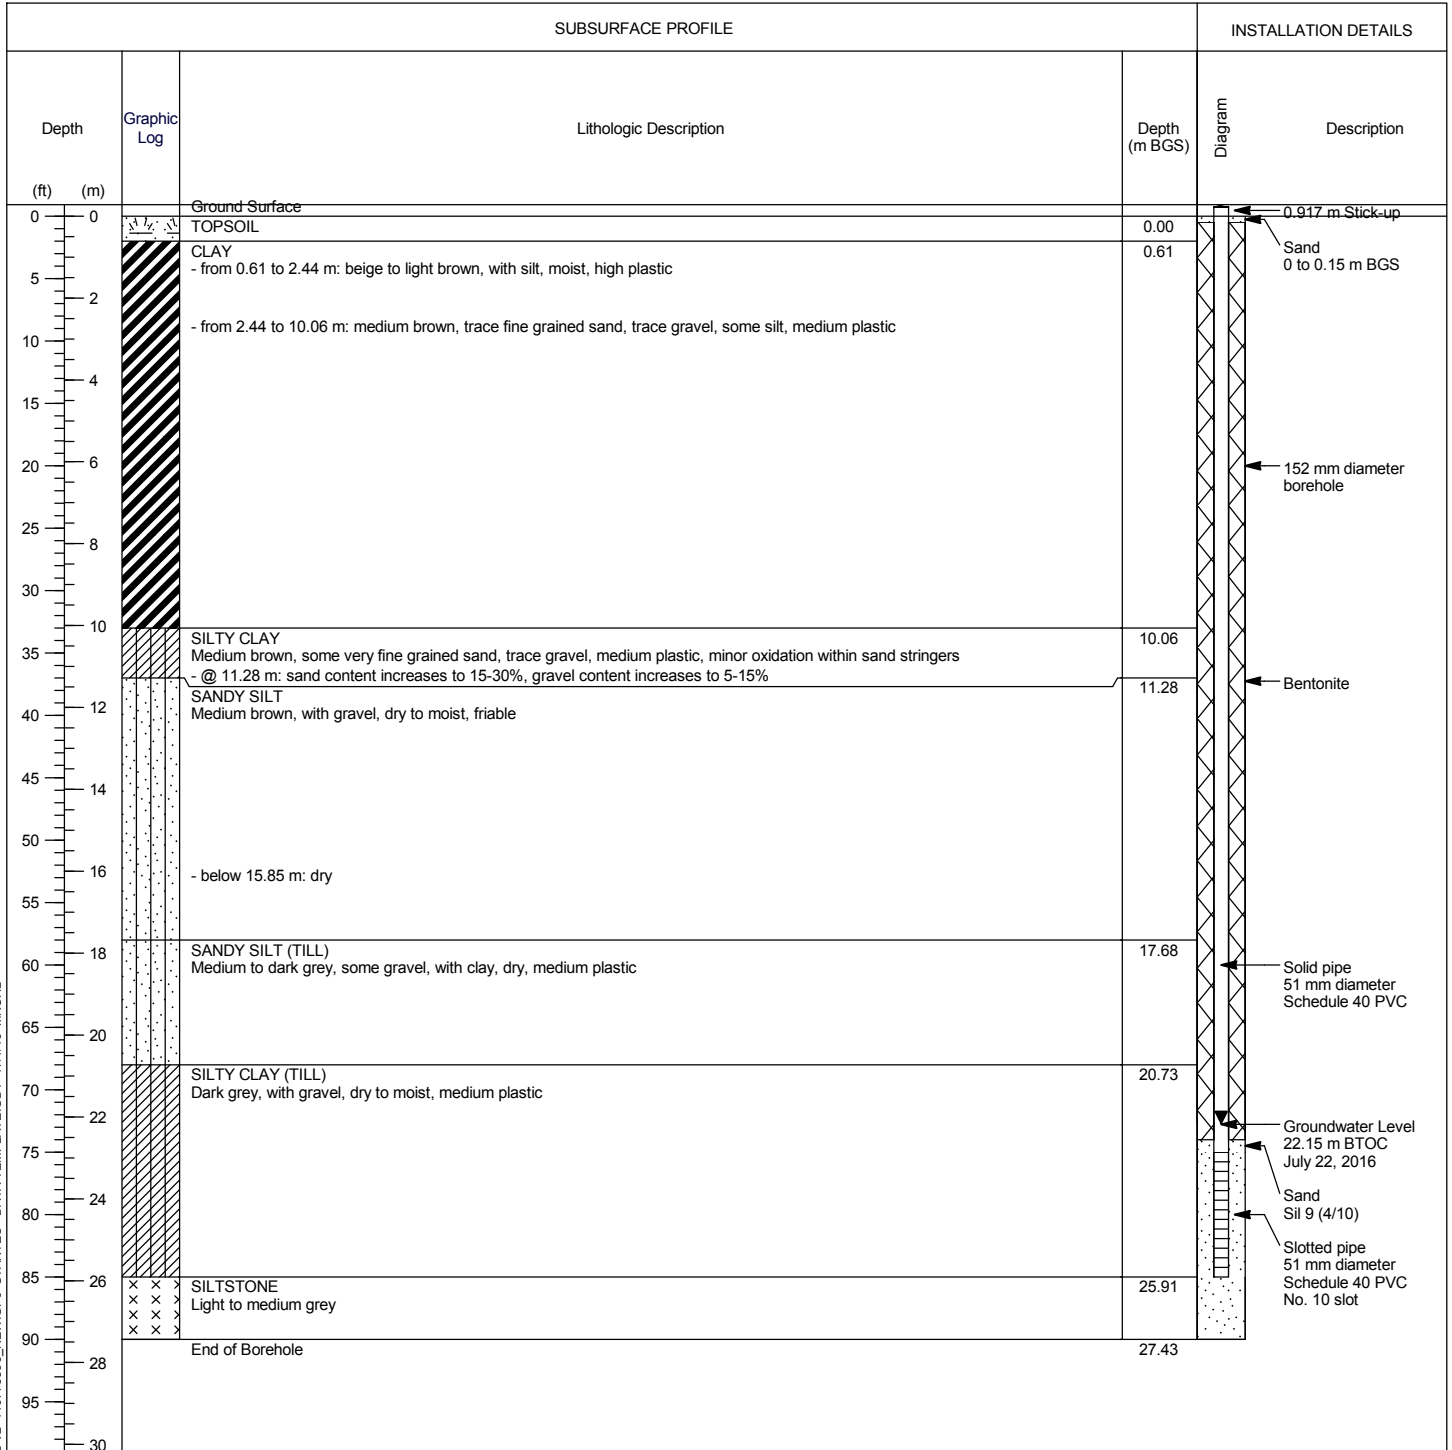 SUBSURFACE PROFILE
INSTALLATION DETAILS
Depth
Graphic
Log
Lithologic Description
Depth
(m BGS)
Diagram
Description
(ft)
(m)
Ground Surface
0
0
TOPSOIL
0.00
0.917 m Stick-up
CLAY
0.61
- from 0.61 to 2.44 m: beige to light brown, with silt, moist, high plastic
Sand
0 to 0.15 m BGS
5
2
- from 2.44 to 10.06 m: medium brown, trace fine grained sand, trace gravel, some silt, medium plastic
10
4
15
20
6
152 mm diameter
borehole
25
8
30
10
SILTY CLAY
10.06
35
Medium brown, some very fine grained sand, trace gravel, medium plastic, minor oxidation within sand stringers
- @ 11.28 m: sand content increases to 15-30%, gravel content increases to 5-15%
11.28
Bentonite
SANDY SILT
40
12
Medium brown, with gravel, dry to moist, friable
45
14
50
16
- below 15.85 m: dry
55
18
SANDY SILT (TILL)
17.68
60
Medium to dark grey, some gravel, with clay, dry, medium plastic
Solid pipe
51 mm diameter
Schedule 40 PVC
65
20
SILTY CLAY (TILL)
20.73
70
Dark grey, with gravel, dry to moist, medium plastic
22
Groundwater Level
22.15 m BTOC
July 22, 2016
75
24
Sand
Sil 9 (4/10)
80
Slotted pipe
51 mm diameter
Schedule 40 PVC
No. 10 slot
85
26
SILTSTONE
25.91
Light to medium grey
90
End of Borehole
27.43
28
95
30